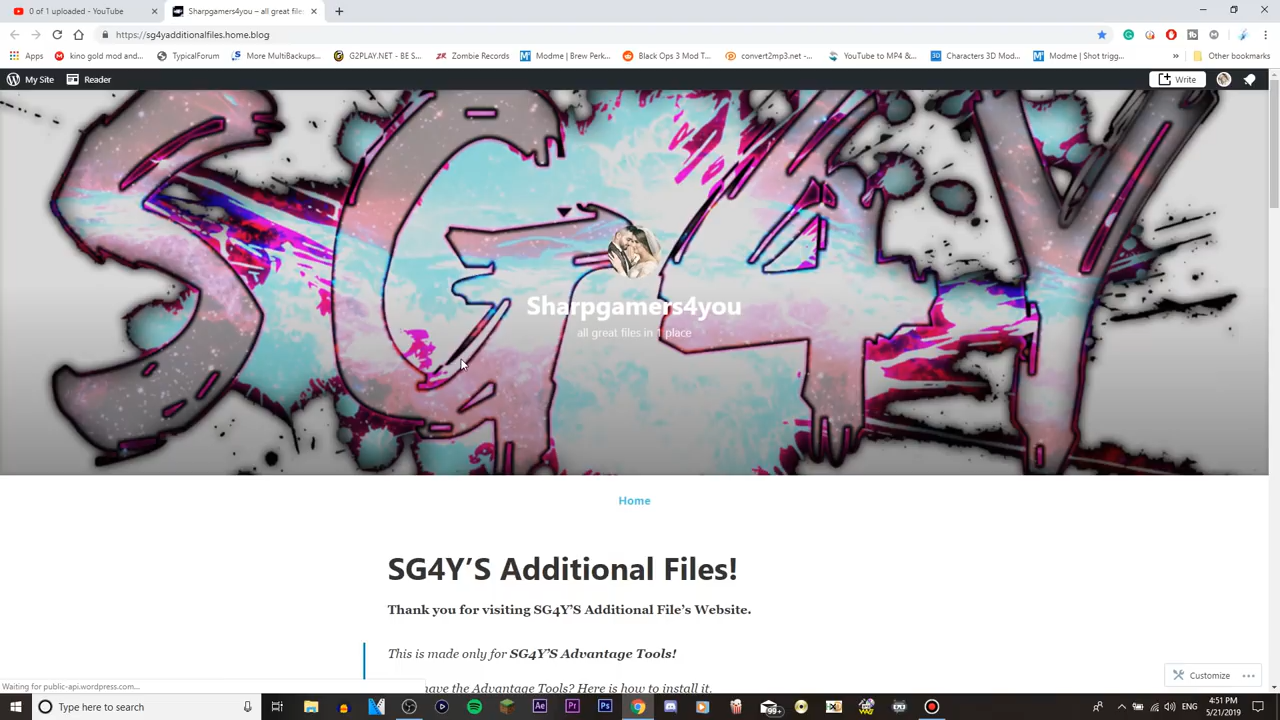 0 of 1 uploaded - YouTube
Sharpgamers4you – all great file
https://sg4yadditionalfiles.home.blog
Apps
kino gold mod and...
TypicalForum
More MultiBackups...
G2PLAY.NET - BE S...
Zombie Records
Modme | Brew Perk...
Black Ops 3 Mod T...
convert2mp3.net -...
YouTube to MP4 &...
Characters 3D Mod...
Modme | Shot trigg...
»
Other bookmarks
My Site
Reader
Write
SG4Y
Sharpgamers4you
all great files in 1 place
Home
SG4Y’S Additional Files!
Thank you for visiting SG4Y’S Additional File’s Website.
This is made only for SG4Y’S Advantage Tools!
have the Advantage Tools? Here is how to install it.
Customize
Waiting for public-api.wordpress.com...
Type here to search
99+
ENG
4:51 PM
5/21/2019